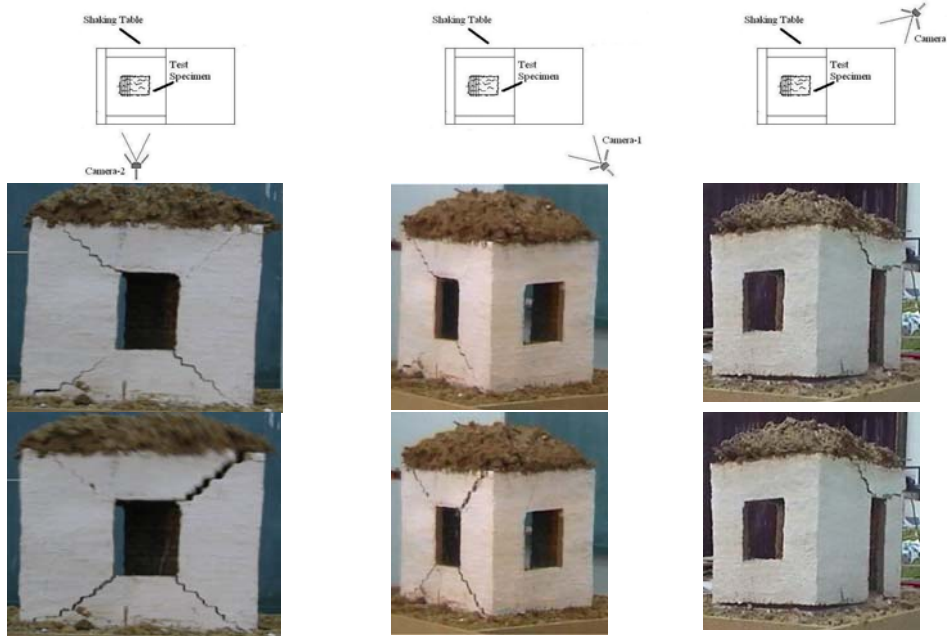 Shaking Table
Test
Specimen
Camera-2
Shaking Table
Test
Specimen
Camera-1
Shaking Table
Camera
Test
Specimen